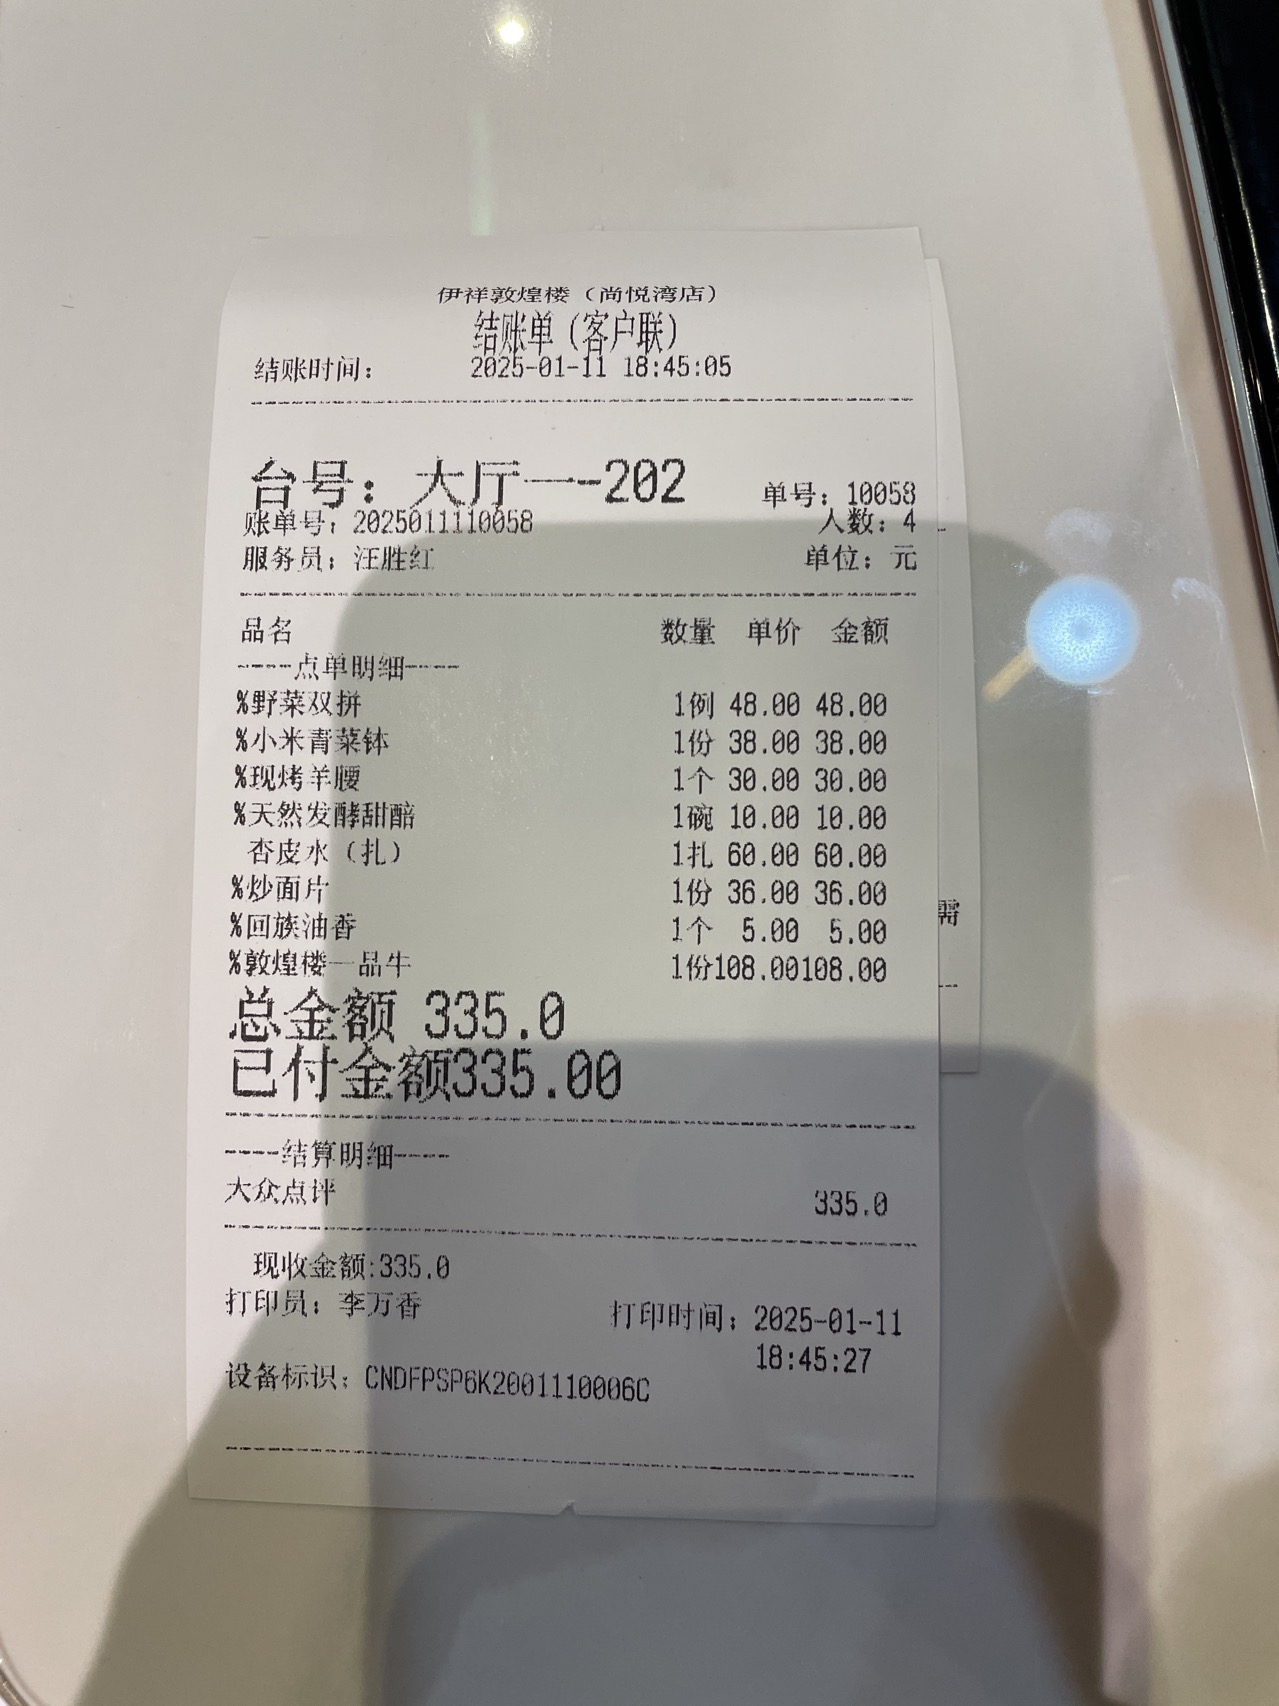 伊祥敦煌楼（尚悦湾店）
结账单（客户联）
结账时间： 2025-01-11 18:45:05
台号：大厅一-202 单号：10058
账单号：2025011110058 人数：4
服务员：汪胜红 单位：元
品名 数量 单价 金额
----点单明细----
%野菜双拼 1例 48.00 48.00
%小米青菜钵 1份 38.00 38.00
%现烤羊腰 1个 30.00 30.00
%天然发酵甜醅 1碗 10.00 10.00
杏皮水（扎） 1扎 60.00 60.00
%炒面片 1份 36.00 36.00
%回族油香 1个 5.00 5.00
需
%敦煌楼一品牛 1份108.00108.00
总金额 335.0
已付金额335.00
----结算明细----
大众点评 335.0
现收金额:335.0
打印员：李万香 打印时间：2025-01-11
18:45:27
设备标识：CNDFPSP6K2001110006C